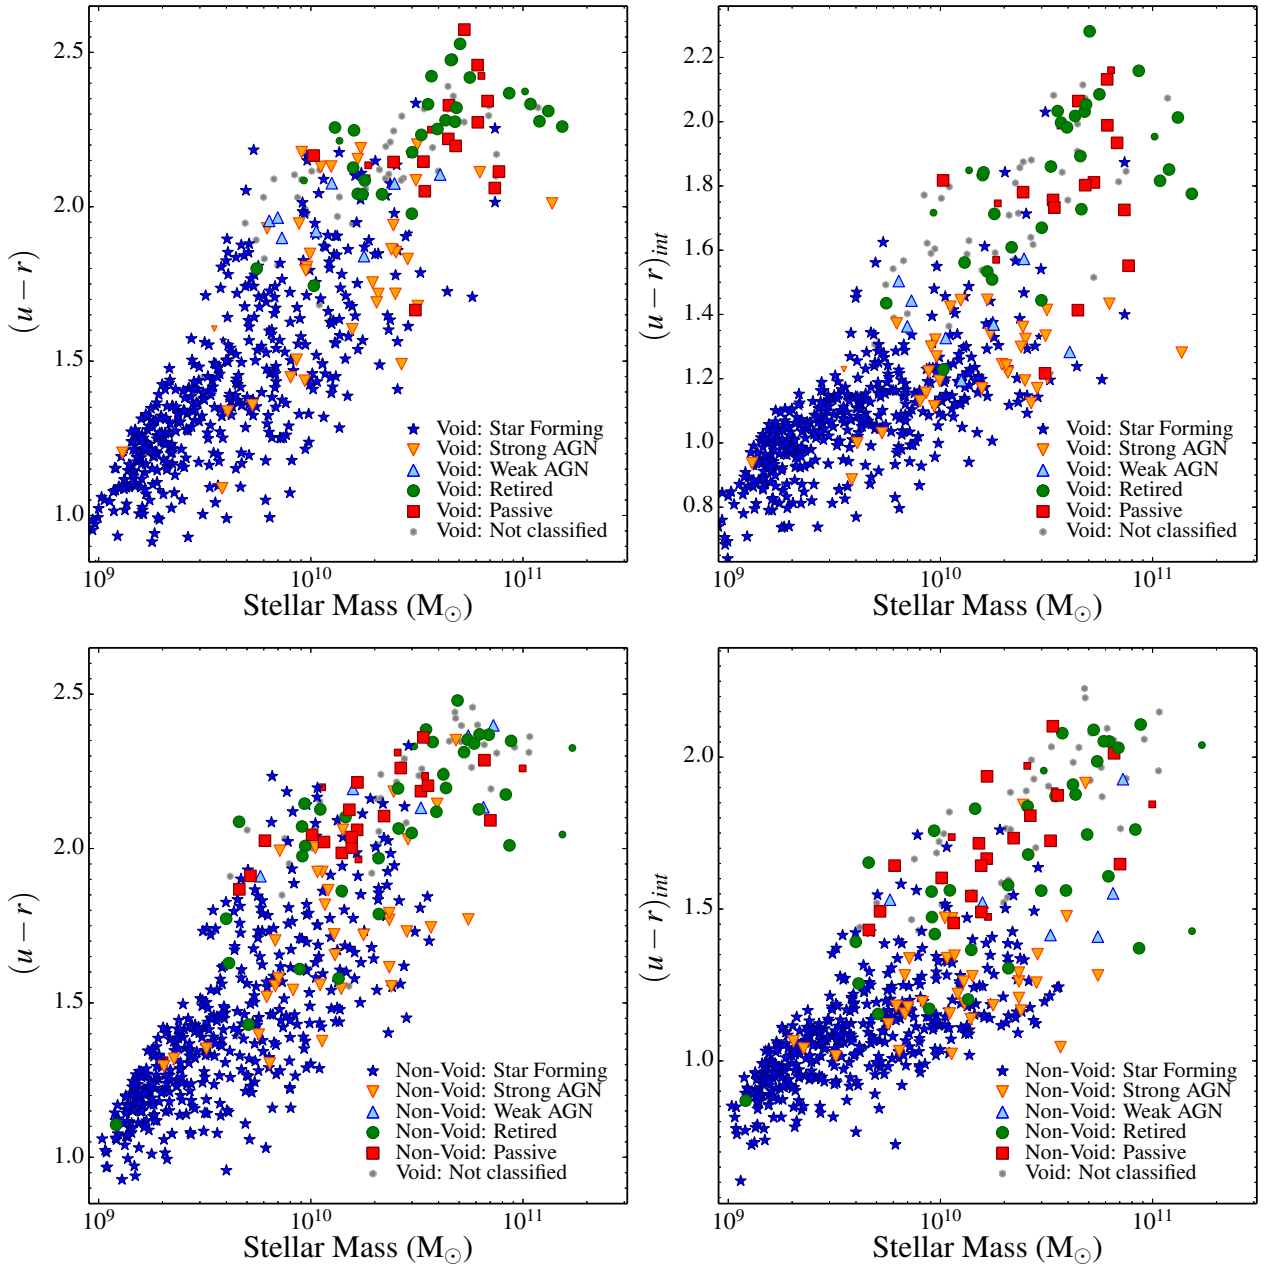 2.5
2.0
1.5
1.0
(u − r)
Void: Star Forming
Void: Strong AGN
Void: Weak AGN
Void: Retired
Void: Passive
Void: Not classified
10⁹ 10¹⁰ 10¹¹
Stellar Mass (M☉)
2.2
2.0
1.8
1.6
1.4
1.2
1.0
0.8
(u − r)int
Void: Star Forming
Void: Strong AGN
Void: Weak AGN
Void: Retired
Void: Passive
Void: Not classified
10⁹ 10¹⁰ 10¹¹
Stellar Mass (M☉)
2.5
2.0
1.5
1.0
(u − r)
Non-Void: Star Forming
Non-Void: Strong AGN
Non-Void: Weak AGN
Non-Void: Retired
Non-Void: Passive
Void: Not classified
10⁹ 10¹⁰ 10¹¹
Stellar Mass (M☉)
2.0
1.5
1.0
(u − r)int
Non-Void: Star Forming
Non-Void: Strong AGN
Non-Void: Weak AGN
Non-Void: Retired
Non-Void: Passive
Void: Not classified
10⁹ 10¹⁰ 10¹¹
Stellar Mass (M☉)